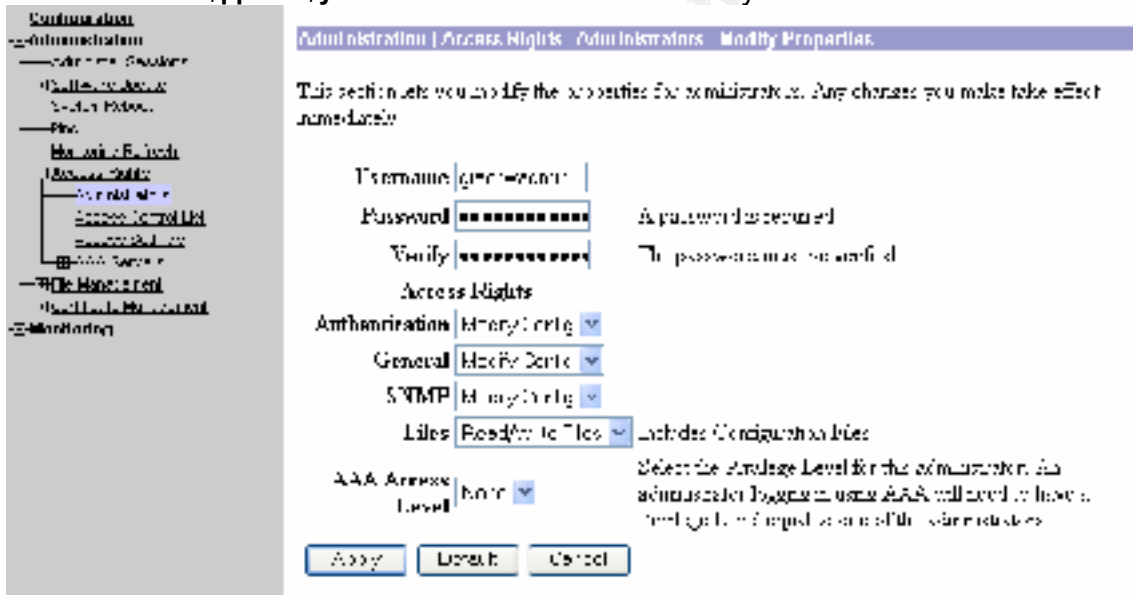 Configuration
Administration
Software Update
System Reboot
Ping
Monitoring Refresh
Access Rights
Administrators
Access Control List
AAA Servers
File Management
Certificate Management
Monitoring
Administration | Access Rights | Administrators | Modify Properties
This section lets you modify the properties for administrators. Any changes you make take effect
immediately.
Username
Password A password is required
Verify The password must be verified
Access Rights
Authentication Modify Config
General Modify Config
SNMP Modify Config
Files Read/Write Files Includes Configuration Files
AAA Access Level None
Select the Privilege Level for this administrator. An
administrator logging in using AAA will need to have a
Privilege Level equal to one of the administrators
Apply Default Cancel